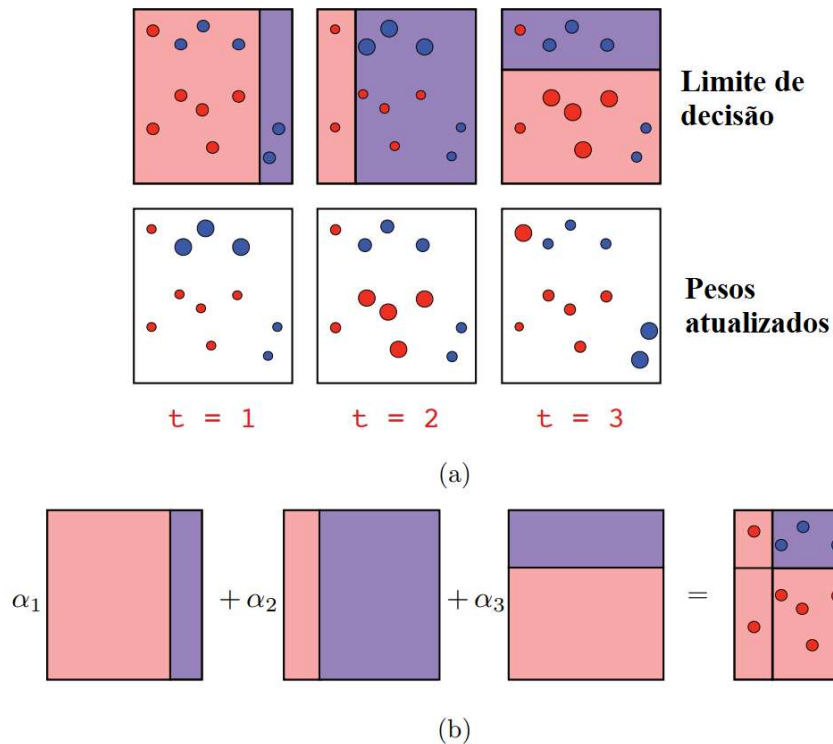 Limite de
decisão
Pesos
atualizados
t = 1 t = 2 t = 3
(a)
α₁ + α₂ + α₃ =
(b)